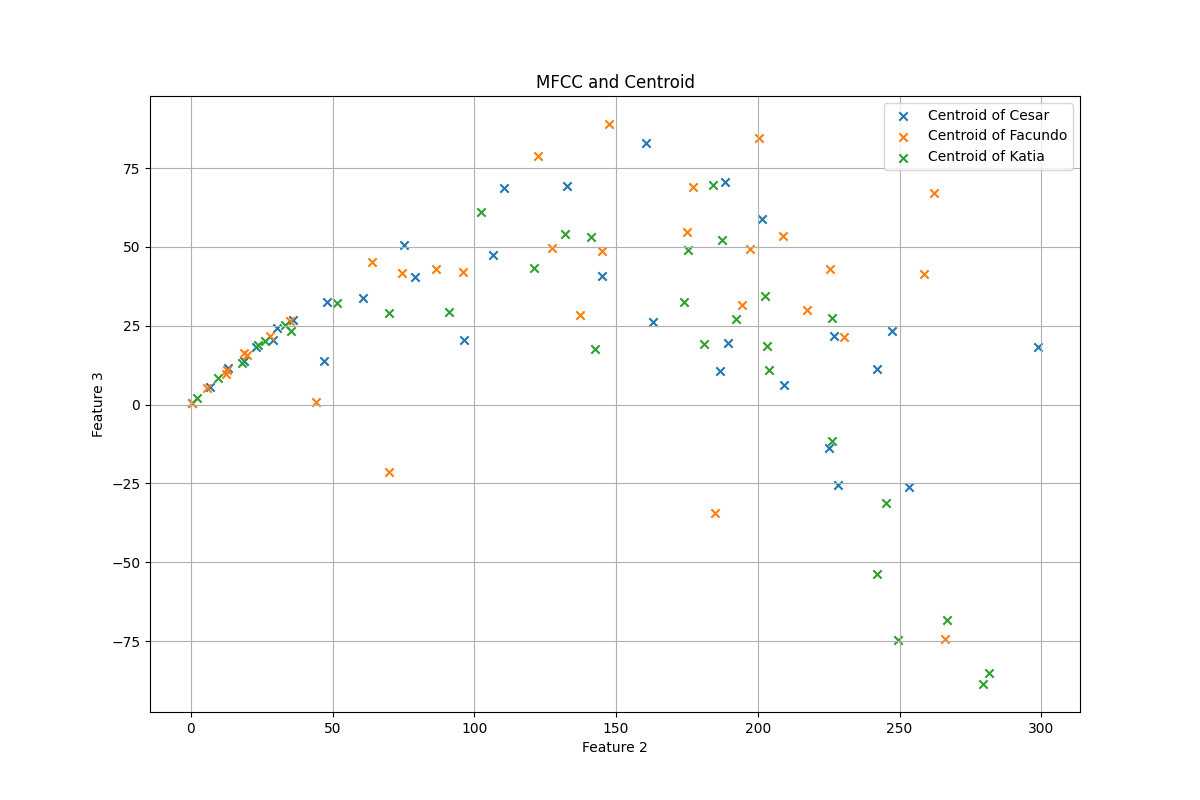 MFCC and Centroid
Centroid of Cesar
Centroid of Facundo
Centroid of Katia
75
50
25
0
−25
−50
−75
Feature 3
0 50 100 150 200 250 300
Feature 2